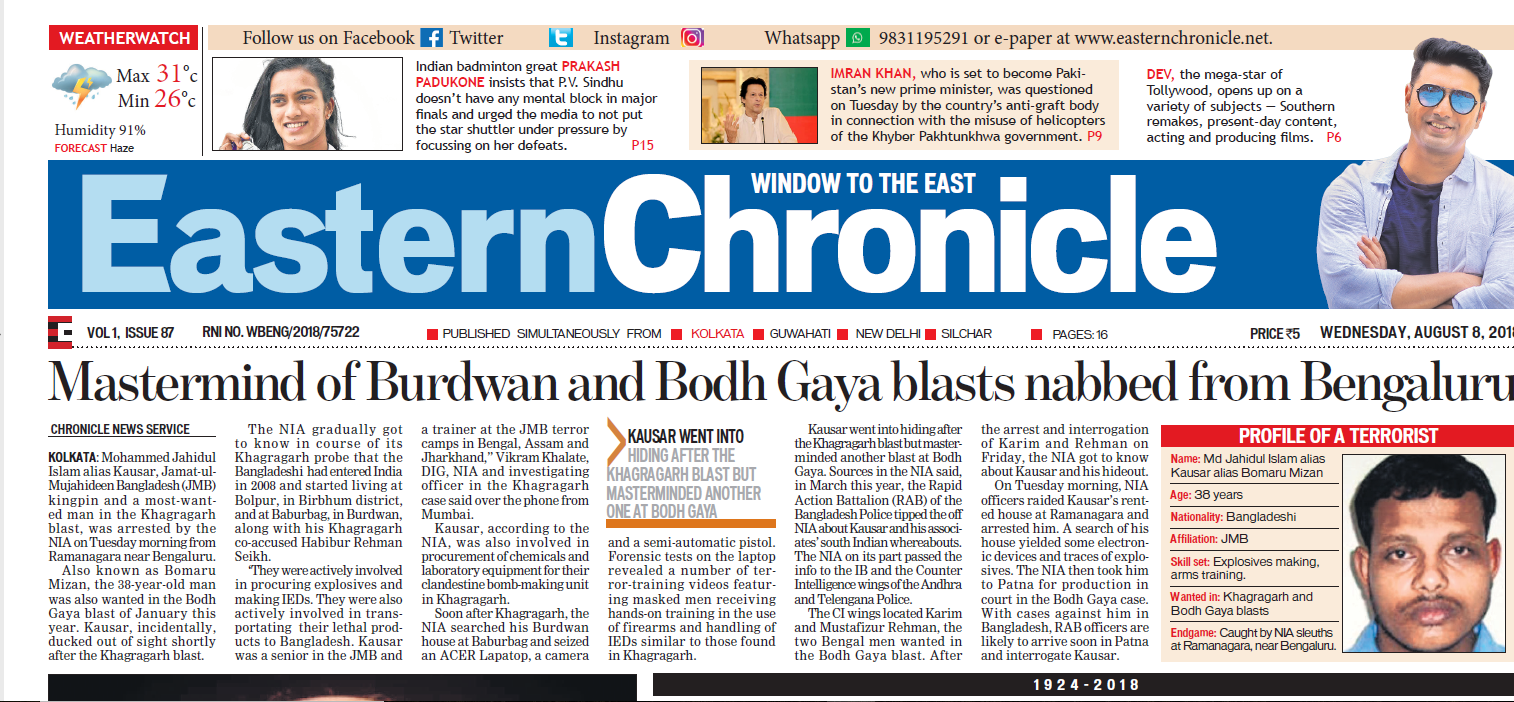 WEATHERWATCH
Max 31°c
Min 26°c
Humidity 91%
FORECAST Haze
Follow us on Facebook Twitter Instagram Whatsapp 9831195291 or e-paper at www.easternchronicle.net.
Indian badminton great PRAKASH
PADUKONE insists that P.V. Sindhu
doesn't have any mental block in major
finals and urged the media to not put
the star shuttler under pressure by
focussing on her defeats. P15
IMRAN KHAN, who is set to become Paki-
stan's new prime minister, was questioned
on Tuesday by the country's anti-graft body
in connection with the misuse of helicopters
of the Khyber Pakhtunkhwa government. P9
DEV, the mega-star of
Tollywood, opens up on a
variety of subjects – Southern
remakes, present-day content,
acting and producing films. P6
WINDOW TO THE EAST
EasternChronicle
VOL 1, ISSUE 87 RNI NO. WBENG/2018/75722 PUBLISHED SIMULTANEOUSLY FROM KOLKATA GUWAHATI NEW DELHI SILCHAR PAGES: 16 PRICE ₹5 WEDNESDAY, AUGUST 8, 2018
Mastermind of Burdwan and Bodh Gaya blasts nabbed from Bengaluru
CHRONICLE NEWS SERVICE
KOLKATA: Mohammed Jahidul
Islam alias Kausar, Jamat-ul-
Mujahideen Bangladesh (JMB)
kingpin and a most-want-
ed man in the Khagragarh
blast, was arrested by the
NIA on Tuesday morning from
Ramanagara near Bengaluru.
Also known as Bomaru
Mizan, the 38-year-old man
was also wanted in the Bodh
Gaya blast of January this
year. Kausar, incidentally,
ducked out of sight shortly
after the Khagragarh blast.
The NIA gradually got
to know in course of its
Khagragarh probe that the
Bangladeshi had entered India
in 2008 and started living at
Bolpur, in Birbhum district,
and at Baburbag, in Burdwan,
along with his Khagragarh
co-accused Habibur Rehman
Seikh.
"They were actively involved
in procuring explosives and
making IEDs. They were also
actively involved in trans-
portating their lethal prod-
ucts to Bangladesh. Kausar
was a senior in the JMB and
a trainer at the JMB terror
camps in Bengal, Assam and
Jharkhand," Vikram Khalate,
DIG, NIA and investigating
officer in the Khagragarh
case said over the phone from
Mumbai.
Kausar, according to the
NIA, was also involved in
procurement of chemicals and
laboratory equipment for their
clandestine bomb-making unit
in Khagragarh.
Soon after Khagragarh, the
NIA searched his Burdwan
house at Baburbag and seized
an ACER Lapatop, a camera
KAUSAR WENT INTO
HIDING AFTER THE
KHAGRAGARH BLAST BUT
MASTERMINDED ANOTHER
ONE AT BODH GAYA
and a semi-automatic pistol.
Forensic tests on the laptop
revealed a number of ter-
ror-training videos featur-
ing masked men receiving
hands-on training in the use
of firearms and handling of
IEDs similar to those found
in Khagragarh.
Kausar went into hiding after
the Khagragarh blast but master-
minded another blast at Bodh
Gaya. Sources in the NIA said,
in March this year, the Rapid
Action Battalion (RAB) of the
Bangladesh Police tipped the off
NIA about Kausar and his associ-
ates' south Indian whereabouts.
The NIA on its part passed the
info to the IB and the Counter
Intelligence wings of the Andhra
and Telengana Police.
The CI wings located Karim
and Mustafizur Rehman, the
two Bengal men wanted in
the Bodh Gaya blast. After
the arrest and interrogation
of Karim and Rehman on
Friday, the NIA got to know
about Kausar and his hideout.
On Tuesday morning, NIA
officers raided Kausar's rent-
ed house at Ramanagara and
arrested him. A search of his
house yielded some electron-
ic devices and traces of explo-
sives. The NIA then took him
to Patna for production in
court in the Bodh Gaya case.
With cases against him in
Bangladesh, RAB officers are
likely to arrive soon in Patna
and interrogate Kausar.
PROFILE OF A TERRORIST
Name: Md Jahidul Islam alias
Kausar alias Bomaru Mizan
Age: 38 years
Nationality: Bangladeshi
Affiliation: JMB
Skill set: Explosives making,
arms training.
Wanted in: Khagragarh and
Bodh Gaya blasts
Endgame: Caught by NIA sleuths
at Ramanagara, near Bengaluru.
1924-2018